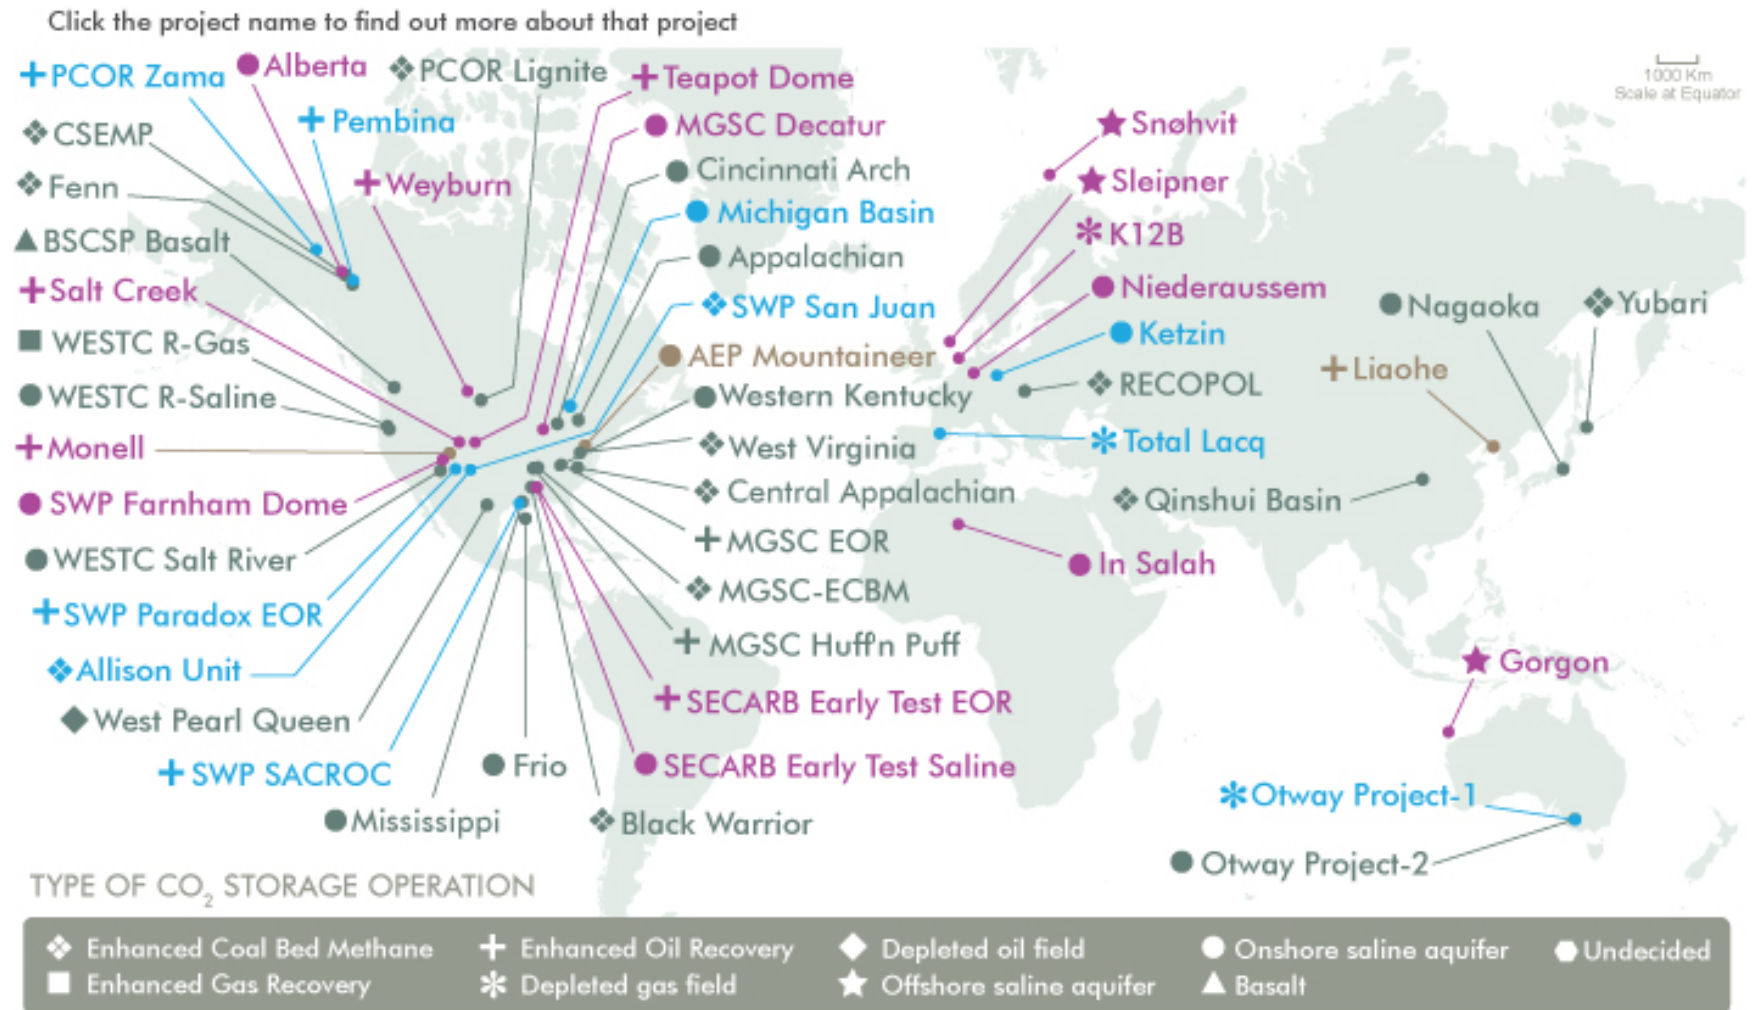 Click the project name to find out more about that project
PCOR Zama
Alberta
PCOR Lignite
Teapot Dome
1000 Km
Scale at Equator
CSEMP
Pembina
MGSC Decatur
Snøhvit
Fenn
Weyburn
Cincinnati Arch
Sleipner
BSCSP Basalt
Michigan Basin
K12B
Salt Creek
Appalachian
Niederaussem
Nagaoka
Yubari
WESTC R-Gas
SWP San Juan
Ketzin
WESTC R-Saline
AEP Mountaineer
RECOPOL
Liaohe
Monell
Western Kentucky
Total Lacq
SWP Farnham Dome
West Virginia
Qinshui Basin
WESTC Salt River
Central Appalachian
In Salah
SWP Paradox EOR
MGSC EOR
Allison Unit
MGSC-ECBM
West Pearl Queen
MGSC Huff'n Puff
Gorgon
SWP SACROC
SECARB Early Test EOR
Frio
SECARB Early Test Saline
Otway Project-1
Mississippi
Black Warrior
Otway Project-2
TYPE OF CO2 STORAGE OPERATION
Enhanced Coal Bed Methane
Enhanced Oil Recovery
Depleted oil field
Onshore saline aquifer
Undecided
Enhanced Gas Recovery
Depleted gas field
Offshore saline aquifer
Basalt